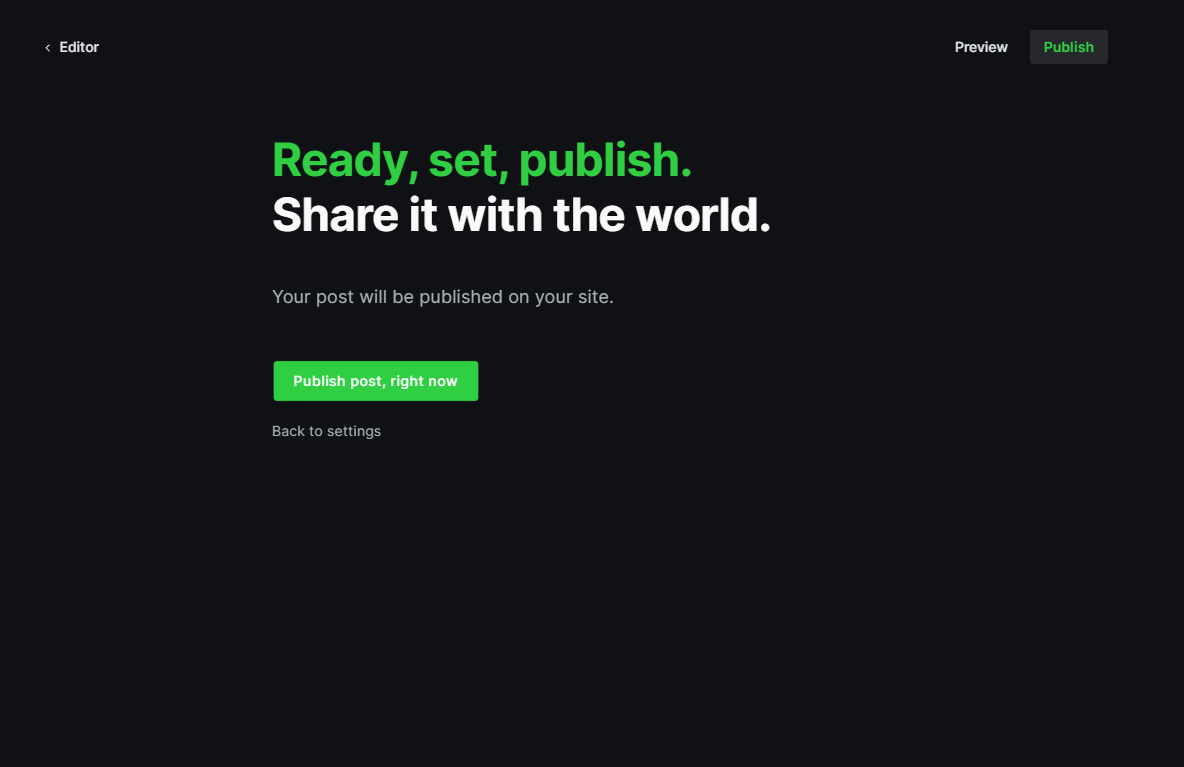 Editor
Preview
Publish
Ready, set, publish.
Share it with the world.
Your post will be published on your site.
Publish post, right now
Back to settings